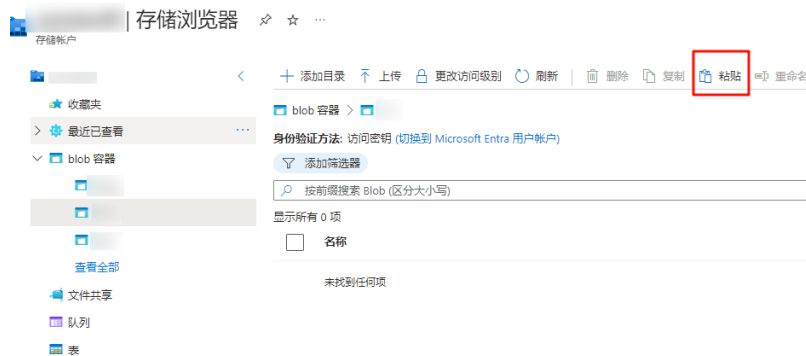 | 存储浏览器
存储帐户
收藏夹
最近已查看
blob 容器
查看全部
文件共享
队列
表
添加目录 上传 更改访问级别 刷新 删除 复制 粘贴 重命名
blob 容器 >
身份验证方法: 访问密钥 (切换到 Microsoft Entra 用户帐户)
添加筛选器
按前缀搜索 Blob (区分大小写)
显示所有 0 项
名称
未找到任何项